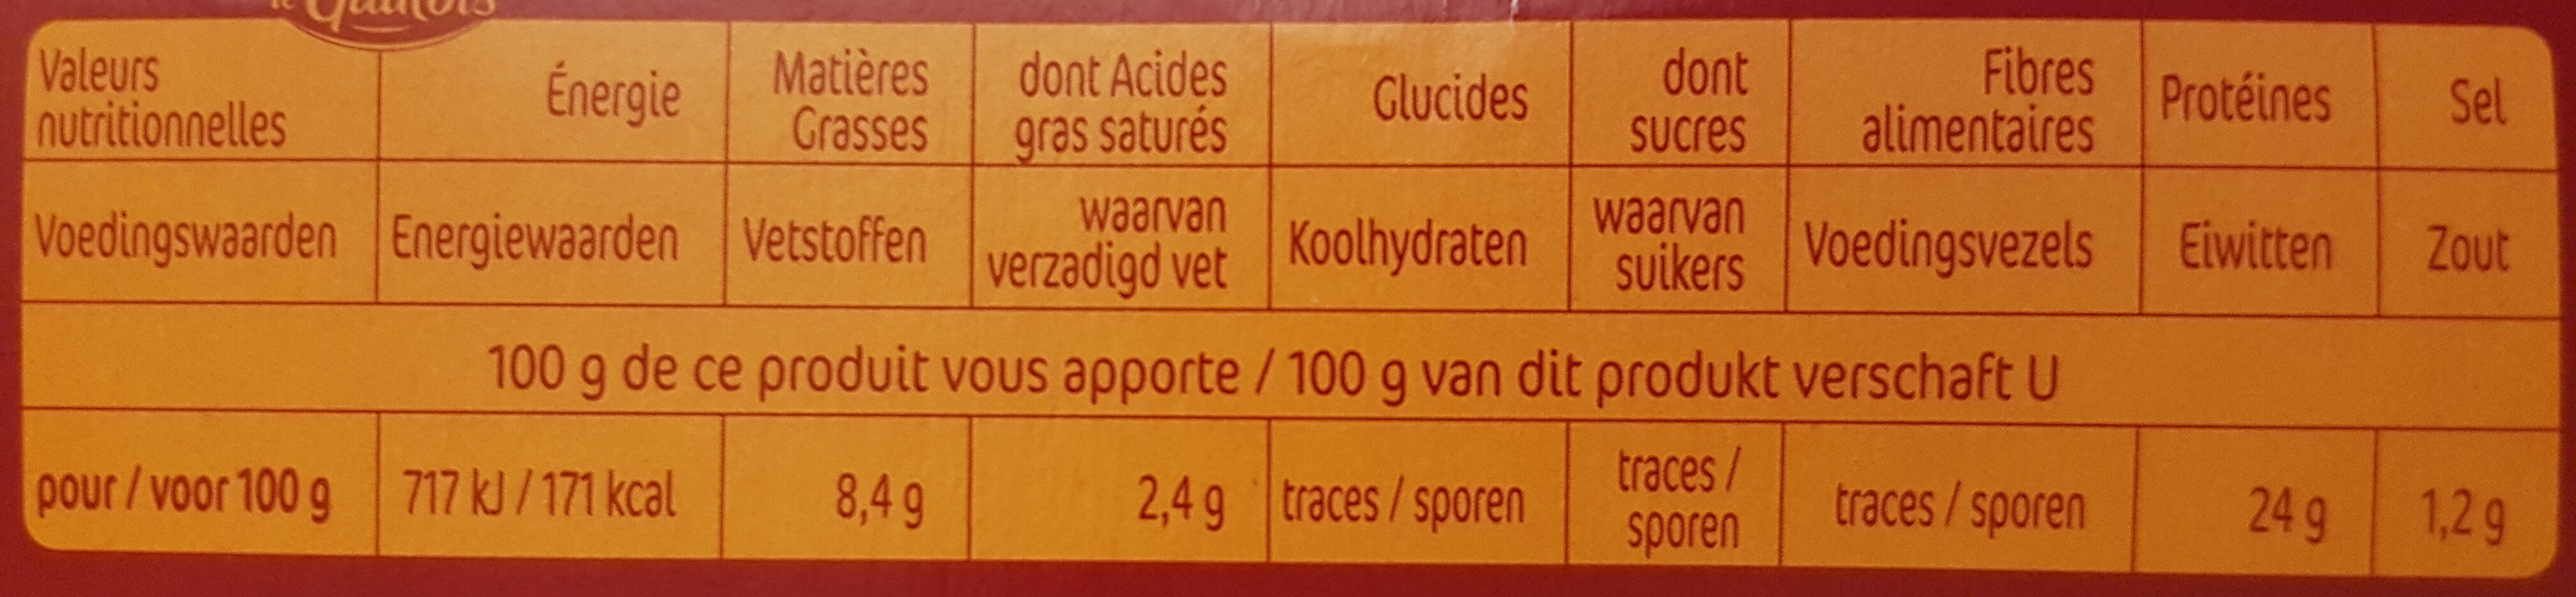 le Gaulois
Valeurs
nutritionnelles
Énergie
Matières
Grasses
dont Acides
gras saturés
Glucides
dont
sucres
Fibres
alimentaires
Protéines
Sel
Voedingswaarden
Energiewaarden
Vetstoffen
waarvan
verzadigd vet
Koolhydraten
waarvan
suikers
Voedingsvezels
Eiwitten
Zout
100 g de ce produit vous apporte / 100 g van dit produkt verschaft U
pour / voor 100 g
717 kJ / 171 kcal
8,4 g
2,4 g
traces / sporen
traces /
sporen
traces / sporen
24 g
1,2 g